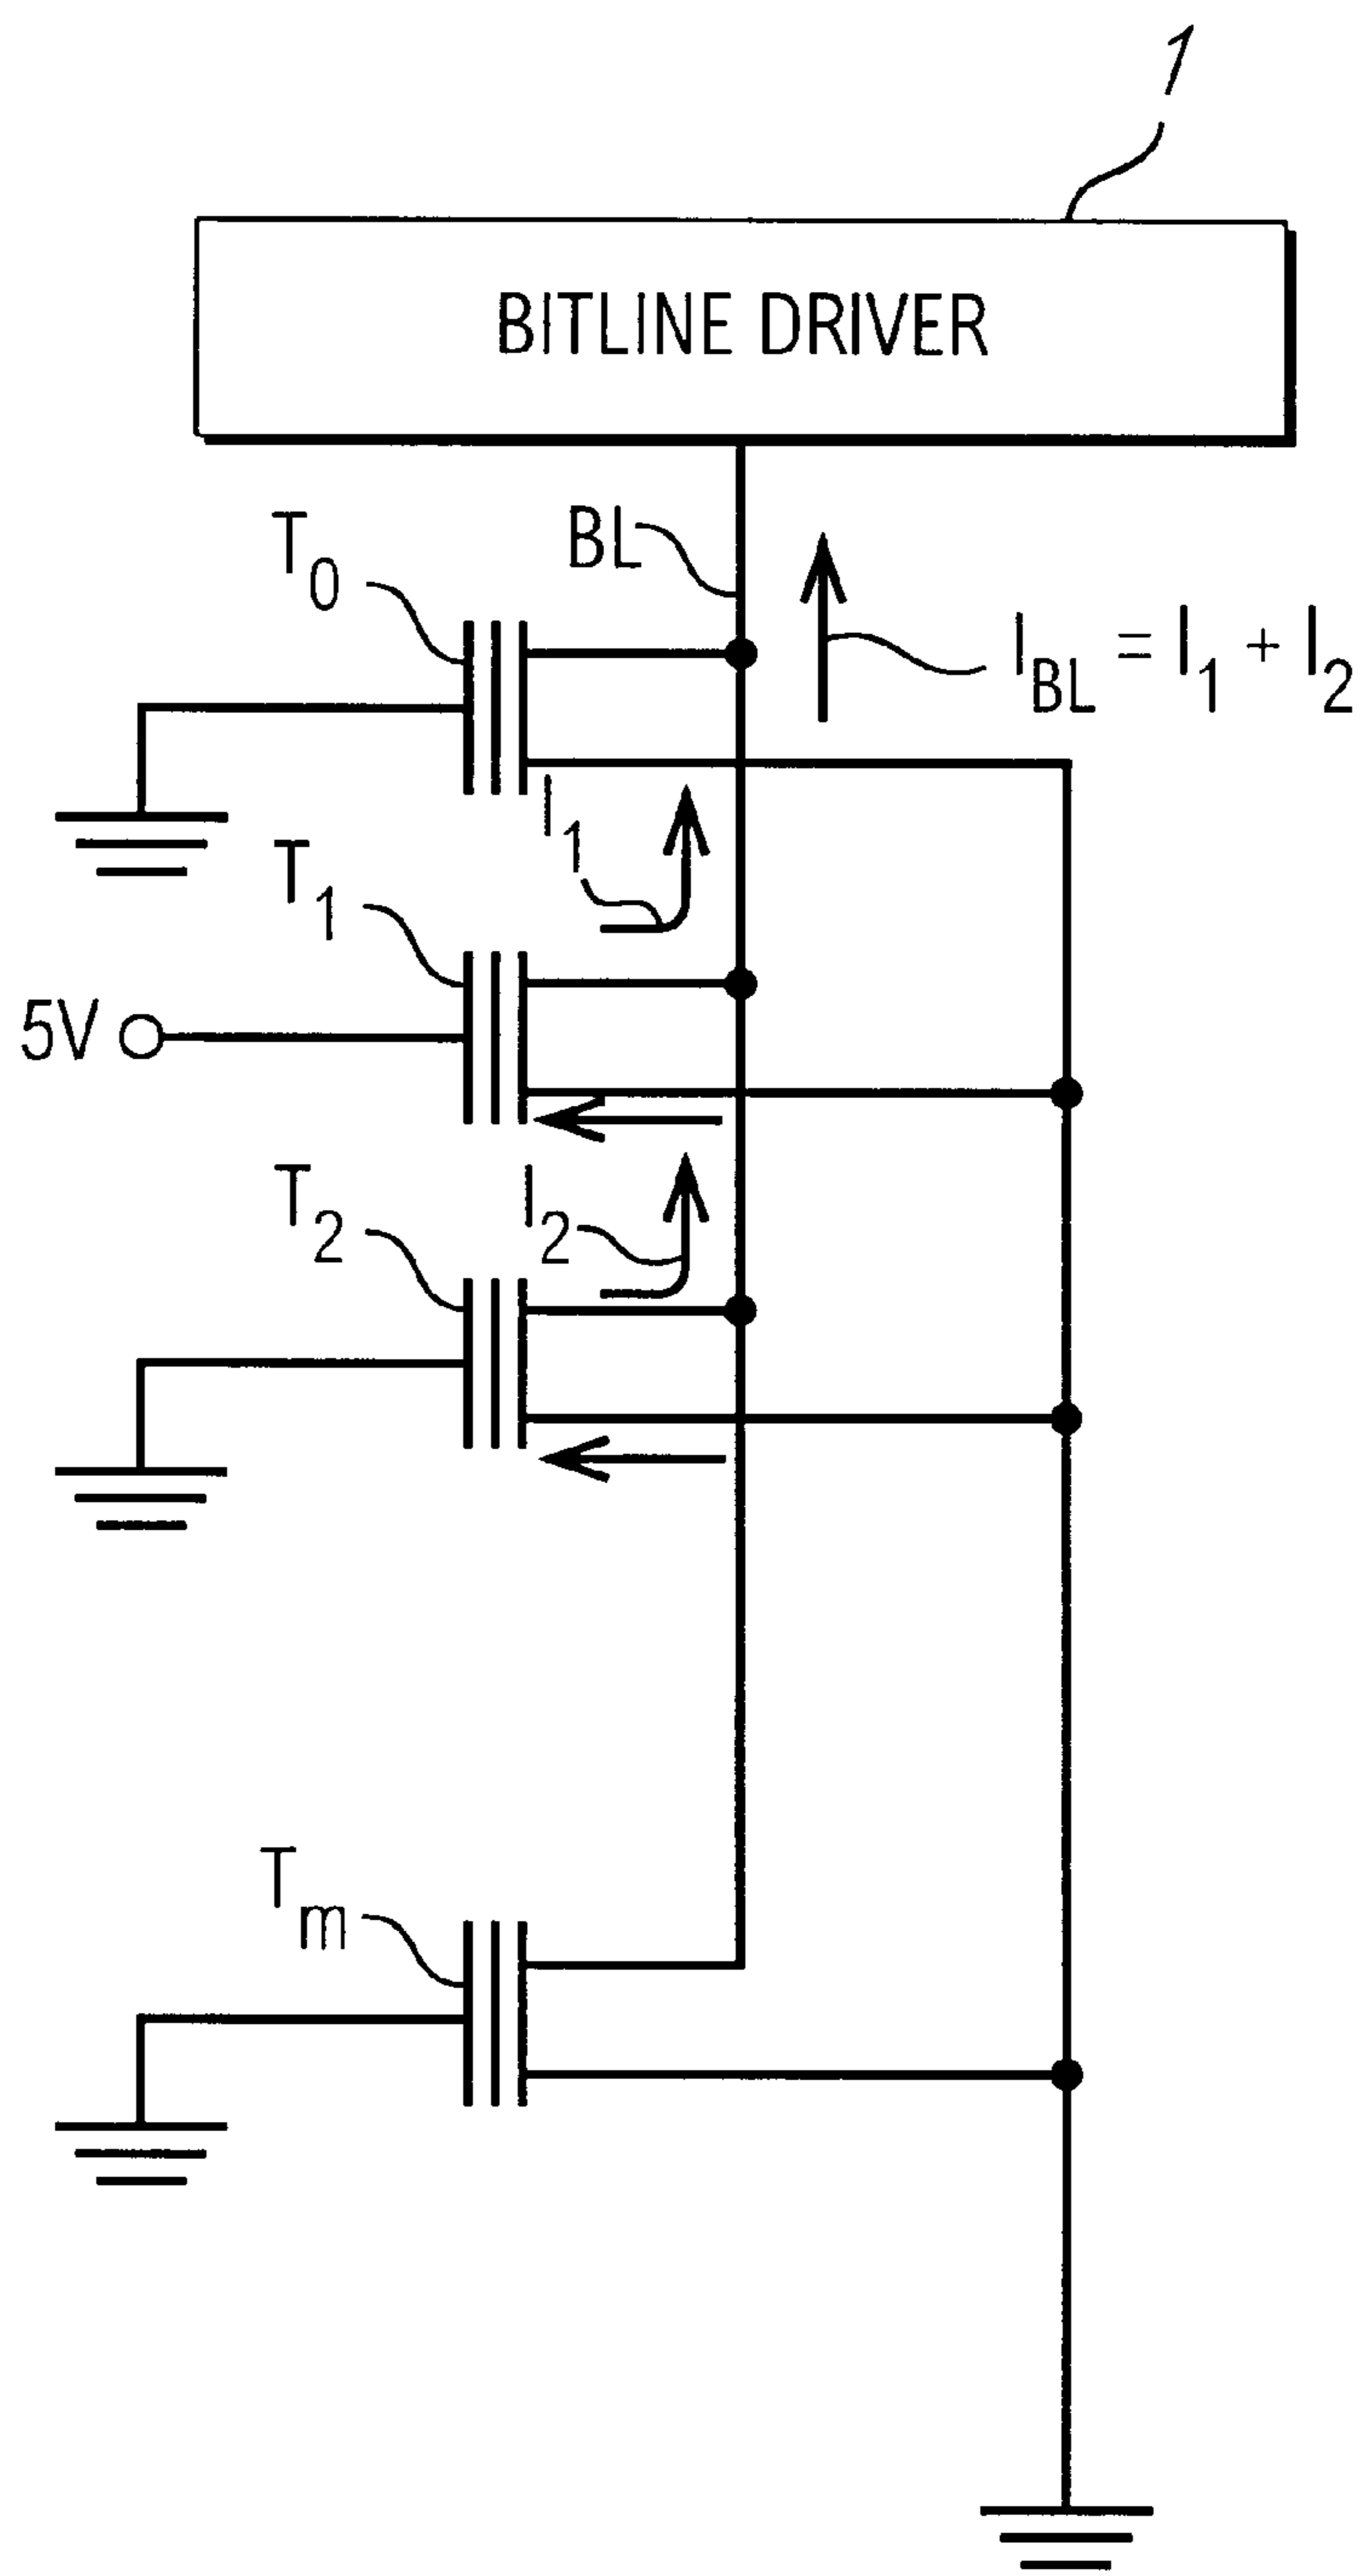 1
BITLINE DRIVER
BL
T0
IBL = I1 + I2
I1
T1
5V
T2
I2
Tm